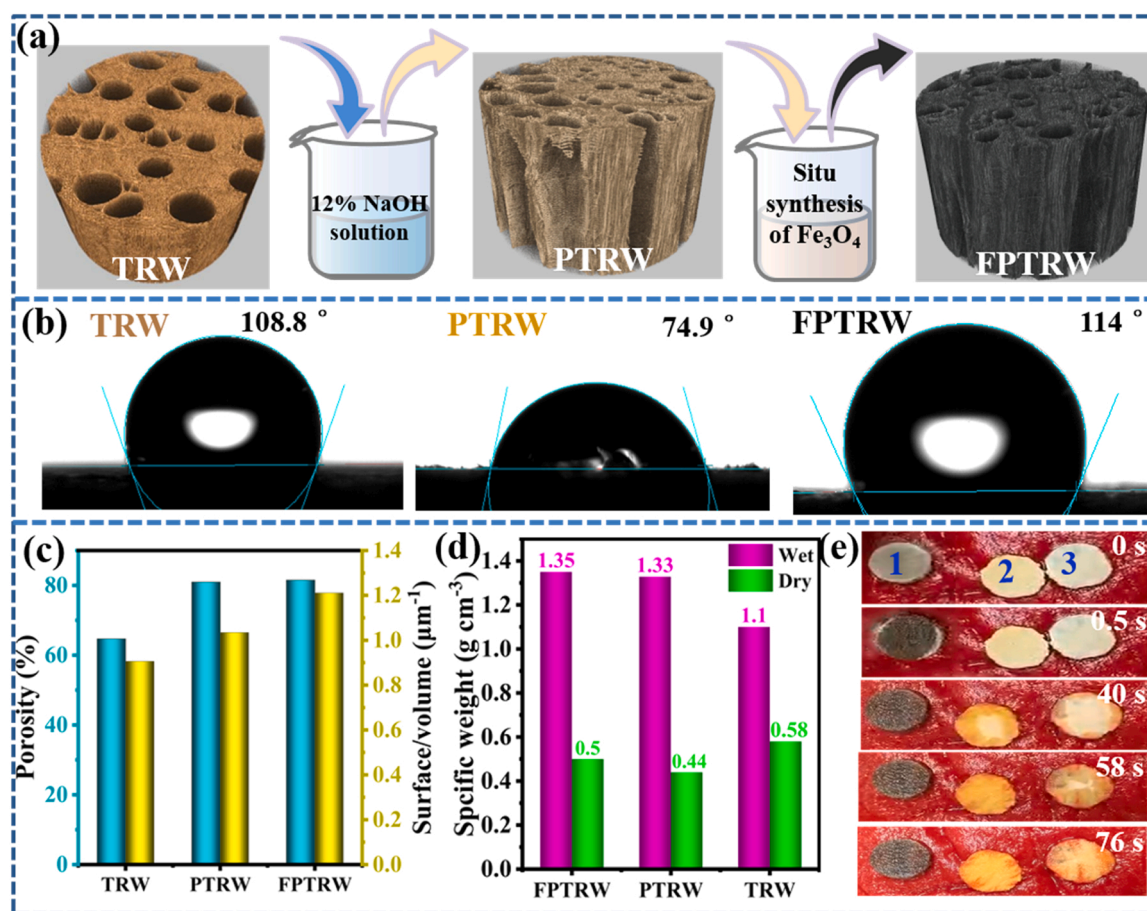 (a)
TRW
12% NaOH
solution
PTRW
Situ
synthesis
of Fe₃O₄
FPTRW
(b)
TRW
108.8 °
PTRW
74.9 °
FPTRW
114 °
(c)
Porosity (%)
80
60
40
20
0
1.4
1.2
1.0
0.8
0.6
0.4
0.2
0.0
Surface/volume (μm⁻¹)
TRW
PTRW
FPTRW
(d)
Spcific weight (g cm⁻³)
1.4
1.2
1.0
0.8
0.6
0.4
0.2
0.0
Wet
Dry
1.35
0.5
1.33
0.44
1.1
0.58
FPTRW
PTRW
TRW
(e)
1
2
3
0 s
0.5 s
40 s
58 s
76 s